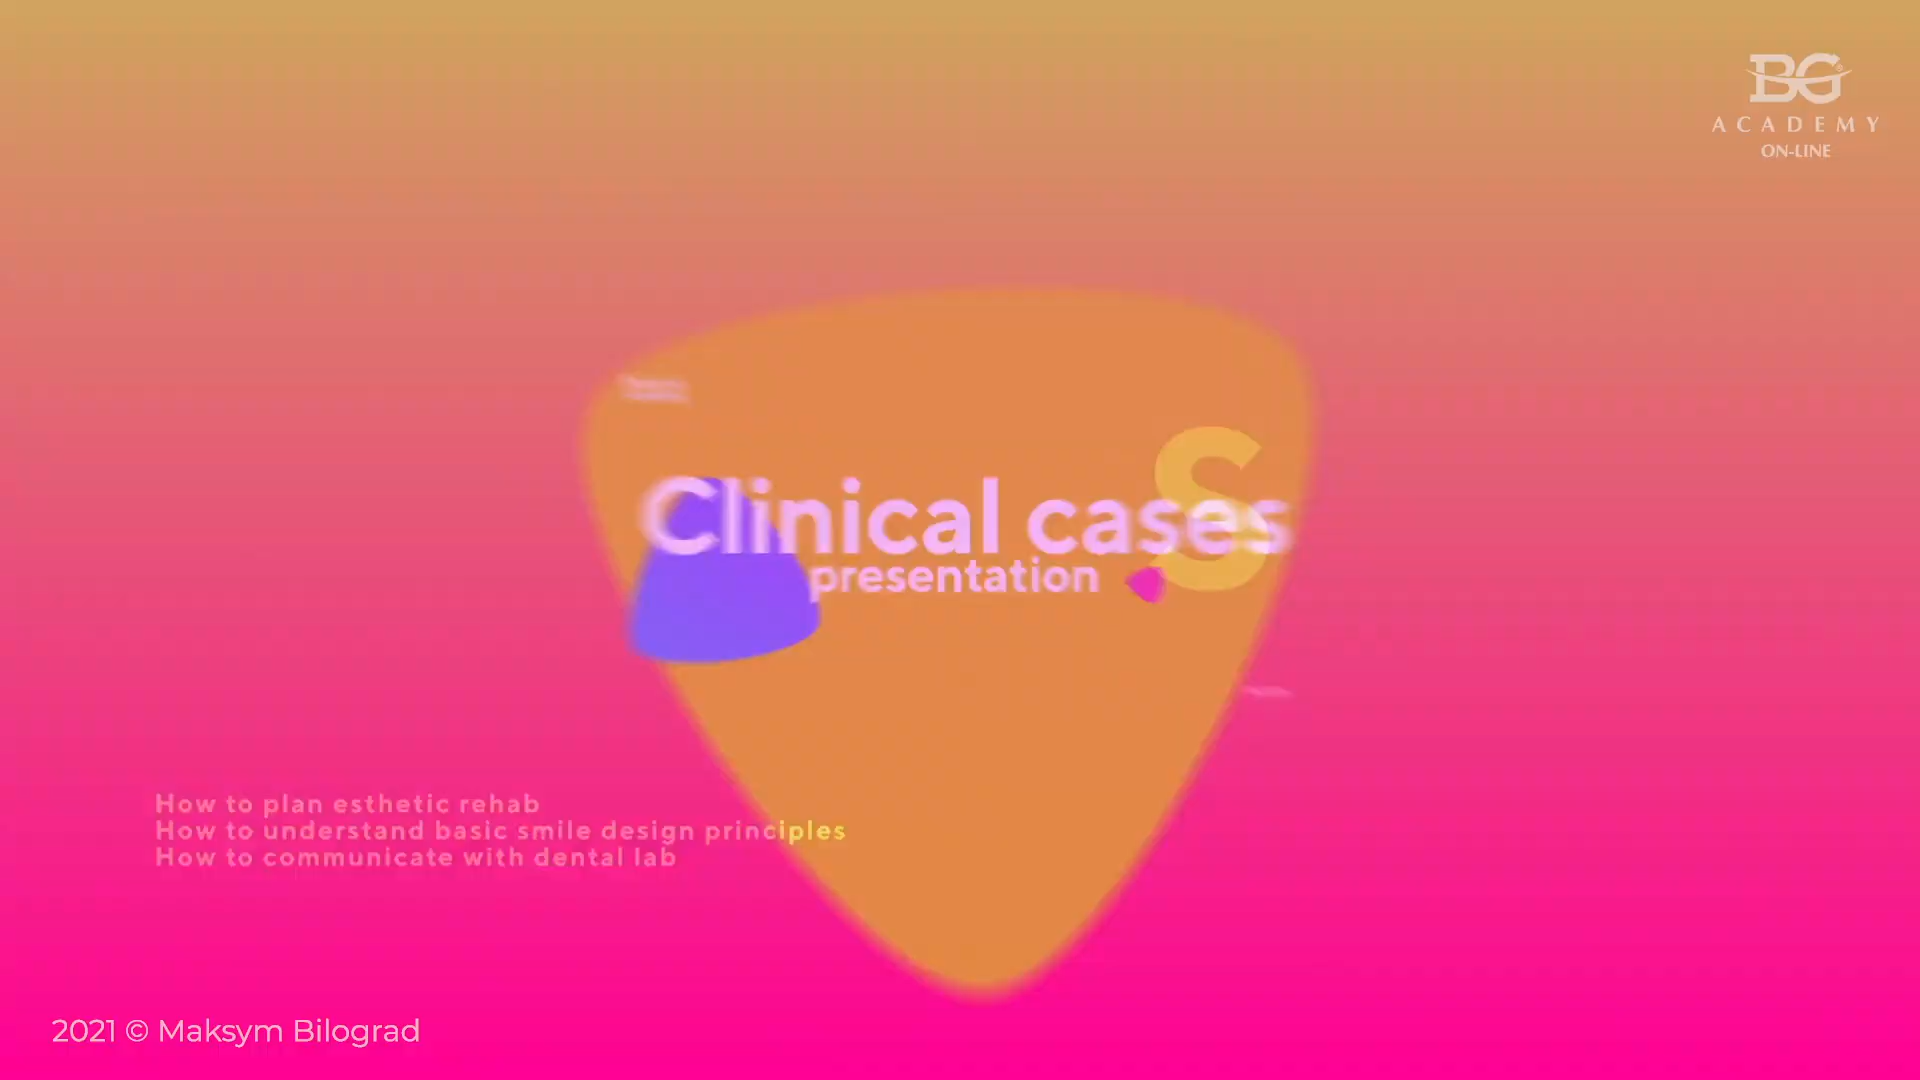 BG
ACADEMY
ON-LINE
S
Clinical cases
presentation
How to plan esthetic rehab
How to understand basic smile design principles
How to communicate with dental lab
2021 © Maksym Bilograd